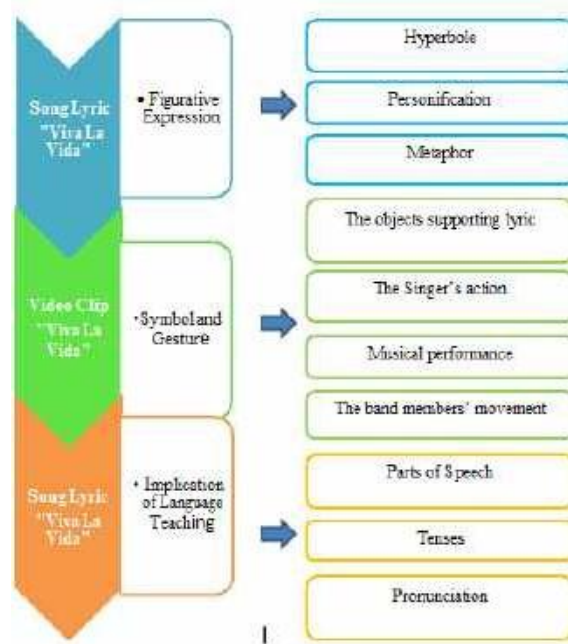 Song Lyric
"Viva La
Vida"
• Figurative
Expression
Hyperbole
Personification
Metaphor
Video Clip
"Viva La
Vida"
• Symbol and
Gesture
The objects supporting lyric
The Singer's action
Musical performance
The band members' movement
Song Lyric
"Viva La
Vida"
• Implication
of Language
Teaching
Parts of Speech
Tenses
Pronunciation